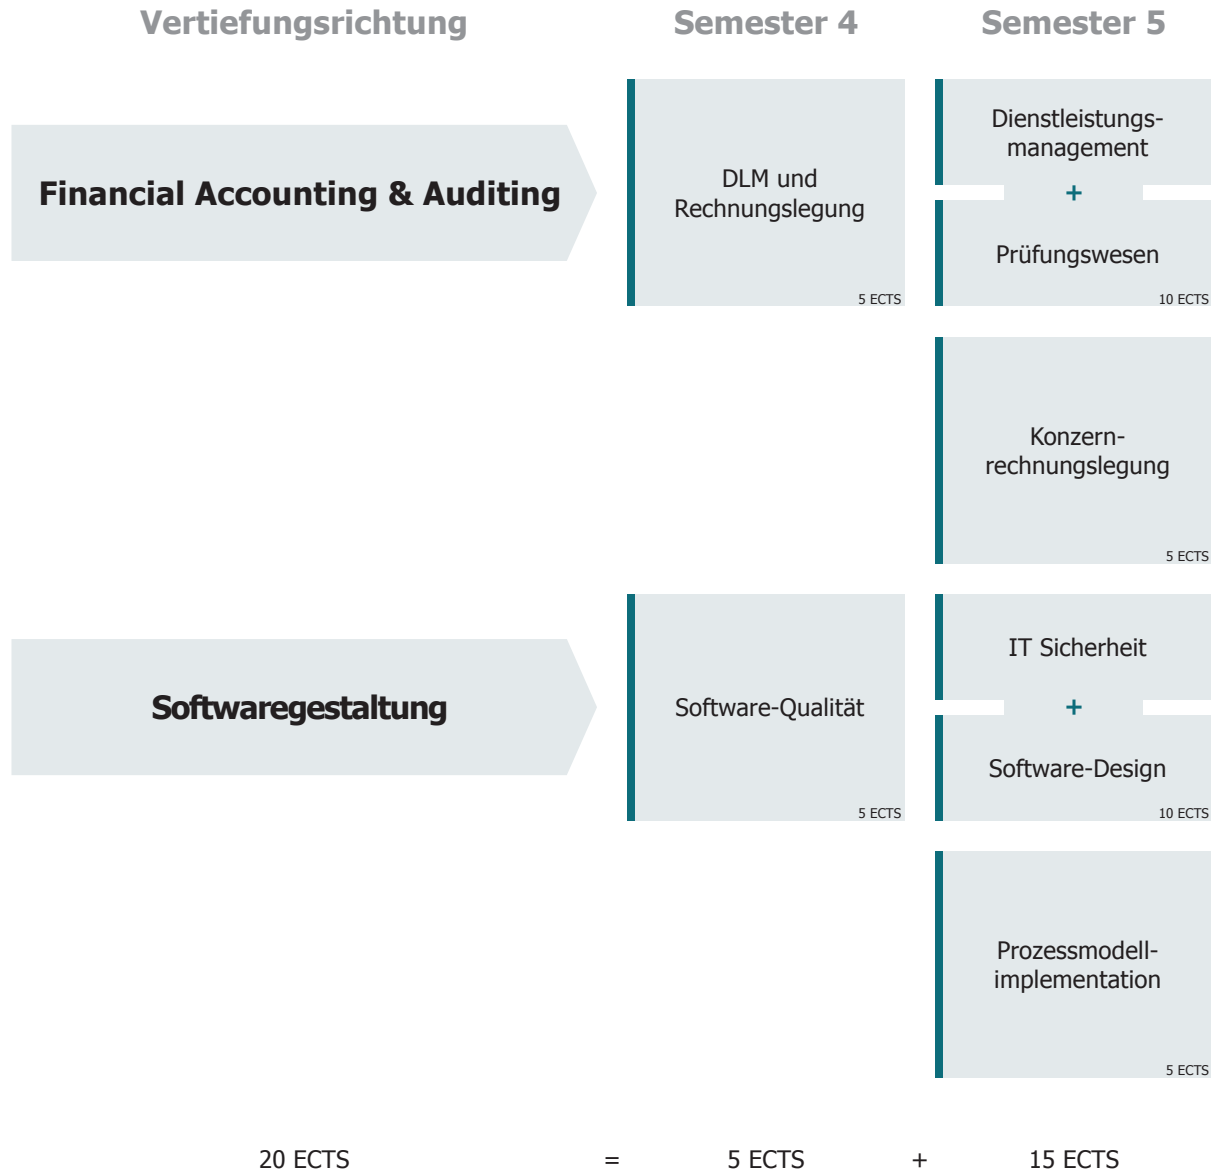 Vertiefungsrichtung Semester 4 Semester 5
Financial Accounting & Auditing
DLM und
Rechnungslegung
5 ECTS
Dienstleistungs-
management
+
Prüfungswesen
10 ECTS
Konzern-
rechnungslegung
5 ECTS
Softwaregestaltung
Software-Qualität
5 ECTS
IT Sicherheit
+
Software-Design
10 ECTS
Prozessmodell-
implementation
5 ECTS
20 ECTS = 5 ECTS + 15 ECTS